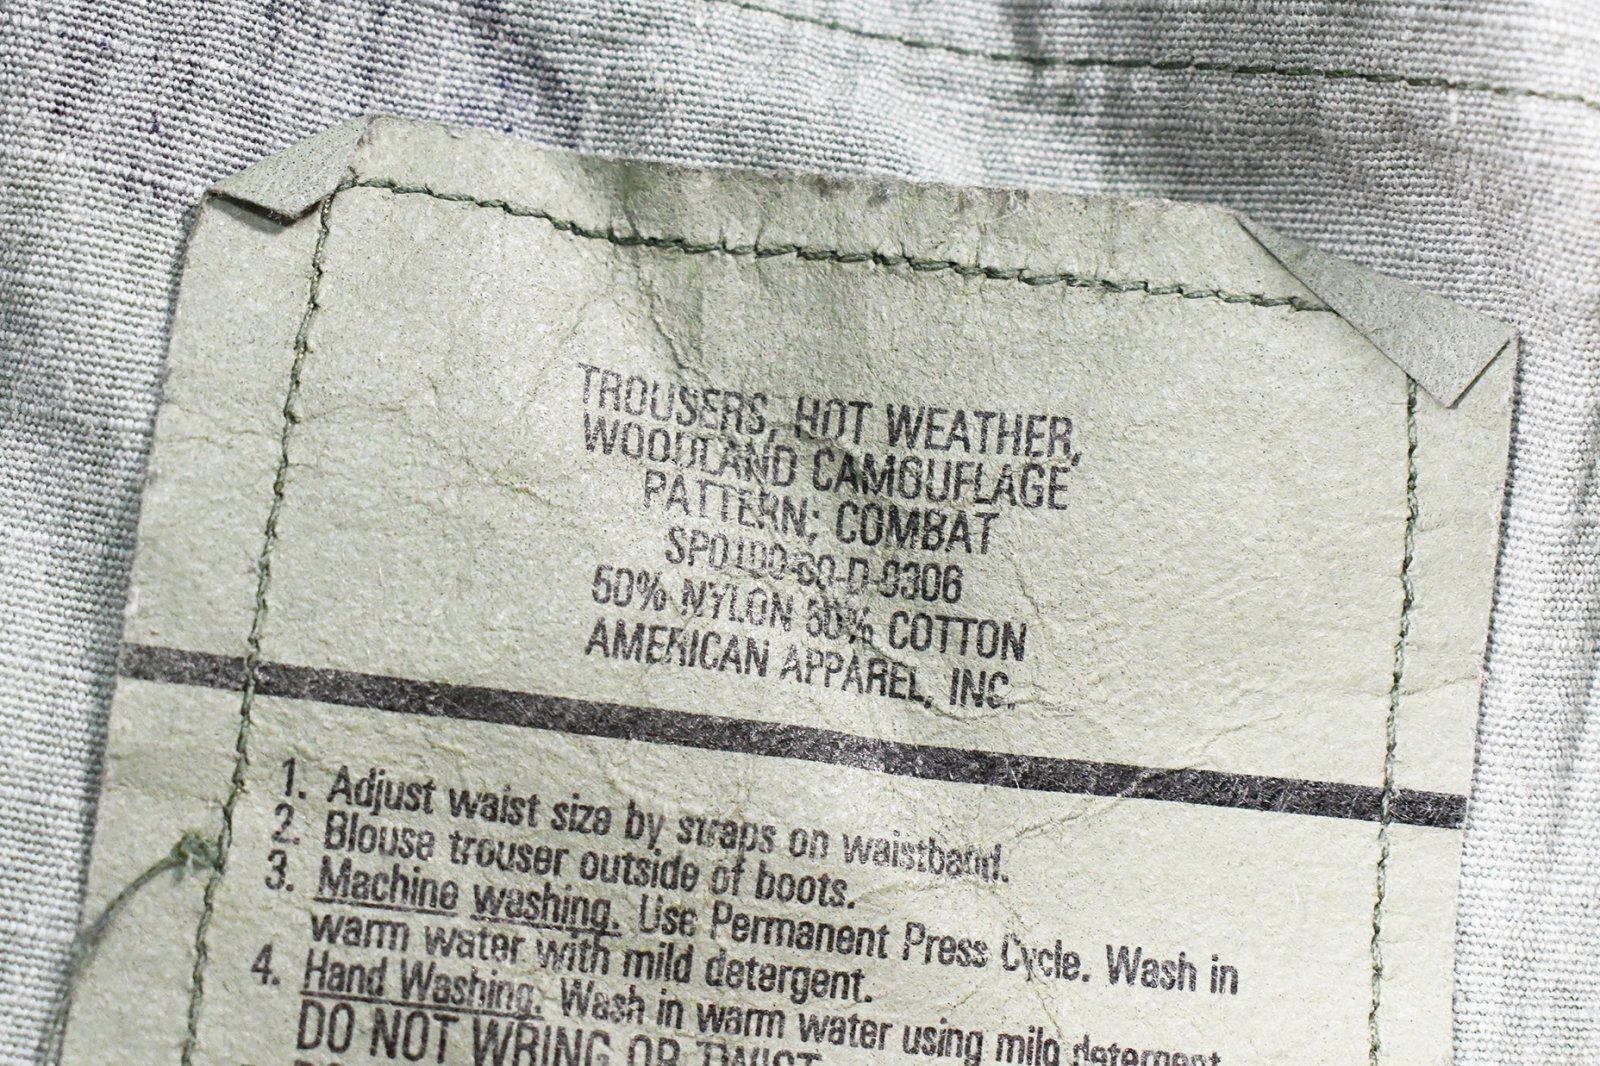 TROUSERS, HOT WEATHER,
WOODLAND CAMOUFLAGE
PATTERN; COMBAT
50% NYLON 50% COTTON
AMERICAN APPAREL, INC.
1. Adjust waist size by straps on waistband.
2. Blouse trouser outside of boots.
3. Machine washing. Use Permanent Press Cycle. Wash in
warm water with mild detergent.
4. Hand Washing. Wash in warm water using mild detergent.
DO NOT WRING OR TWIST